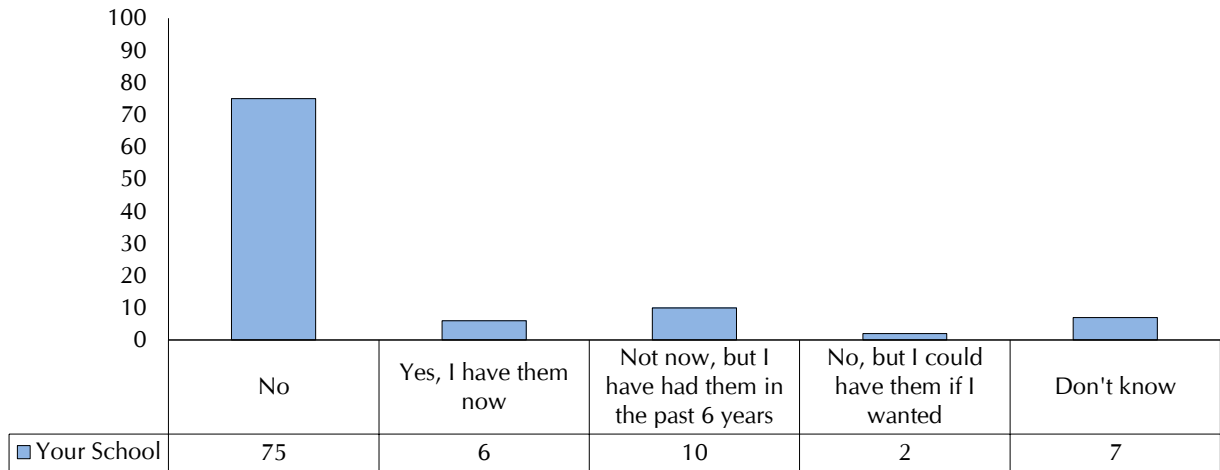 100
90
80
70
60
50
40
30
20
10
0
No
Yes, I have them
now
Not now, but I
have had them in
the past 6 years
No, but I could
have them if I
wanted
Don't know
Your School 75 6 10 2 7